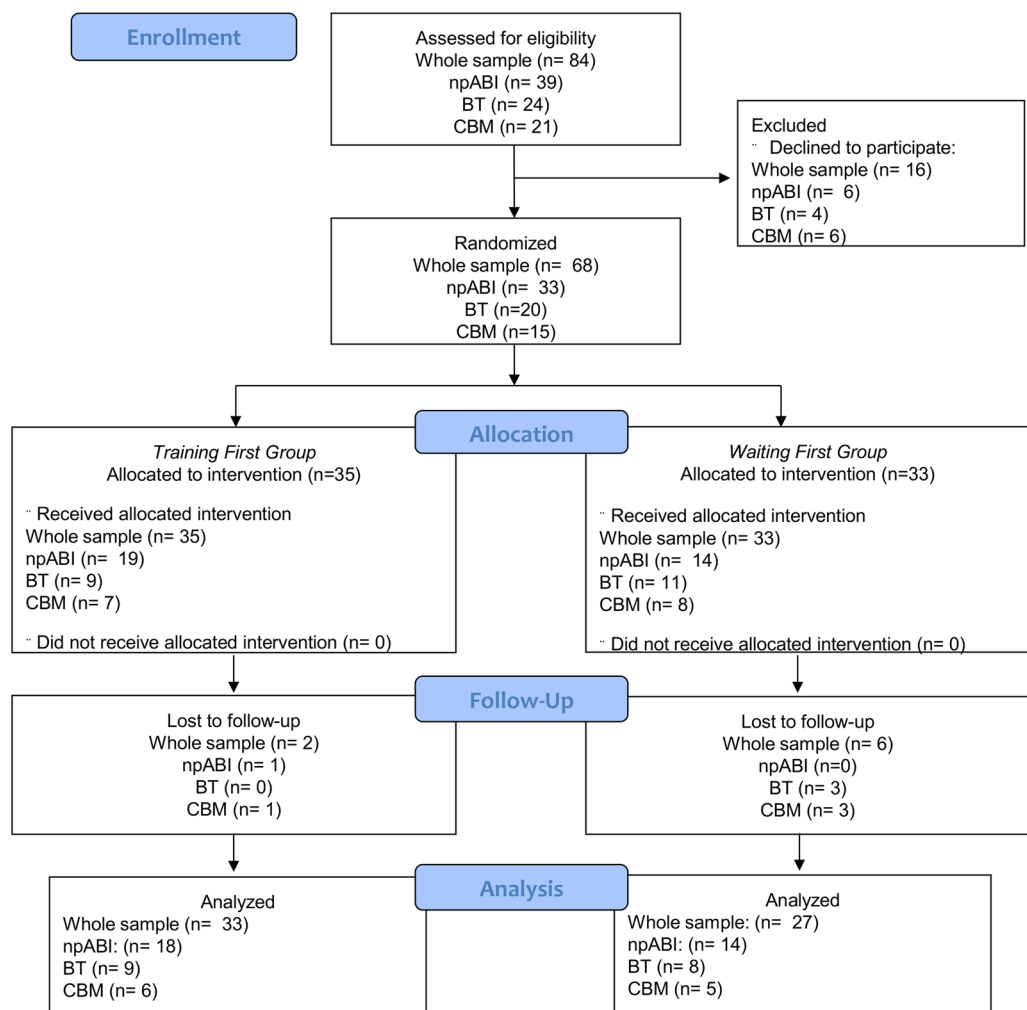 Enrollment
Assessed for eligibility
Whole sample (n= 84)
npABI (n= 39)
BT (n= 24)
CBM (n= 21)
Excluded
¨ Declined to participate:
Whole sample (n= 16)
npABI (n=  6)
BT (n= 4)
CBM (n= 6)
Randomized
Whole sample (n=  68)
npABI (n=  33)
BT (n=20)
CBM (n=15)
Allocation
Training First Group
Allocated to intervention (n=35)
¨ Received allocated intervention
Whole sample (n= 35)
npABI (n=  19)
BT (n= 9)
CBM (n= 7)
¨ Did not receive allocated intervention (n= 0)
Waiting First Group
Allocated to intervention (n=33)
¨ Received allocated intervention
Whole sample (n= 33)
npABI (n=  14)
BT (n= 11)
CBM (n= 8)
¨ Did not receive allocated intervention (n= 0)
Follow-Up
Lost to follow-up
Whole sample (n= 2)
npABI (n= 1)
BT (n= 0)
CBM (n= 1)
Lost to follow-up
Whole sample (n= 6)
npABI (n=0)
BT (n= 3)
CBM (n= 3)
Analysis
Analyzed
Whole sample (n=  33)
npABI: (n= 18)
BT (n= 9)
CBM (n= 6)
Analyzed
Whole sample: (n=  27)
npABI: (n= 14)
BT (n= 8)
CBM (n= 5)